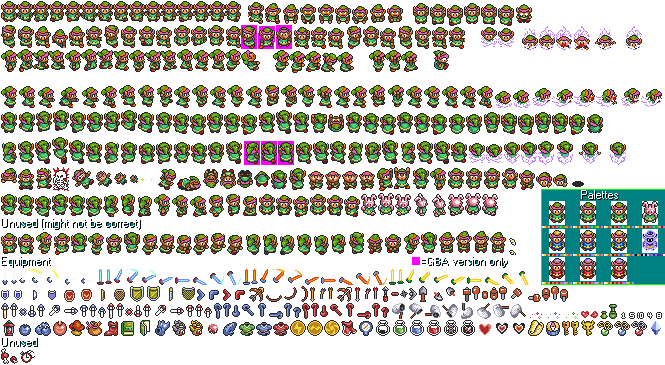 Palettes
Unused (might not be correct)
Equipment
=GBA version only
Unused